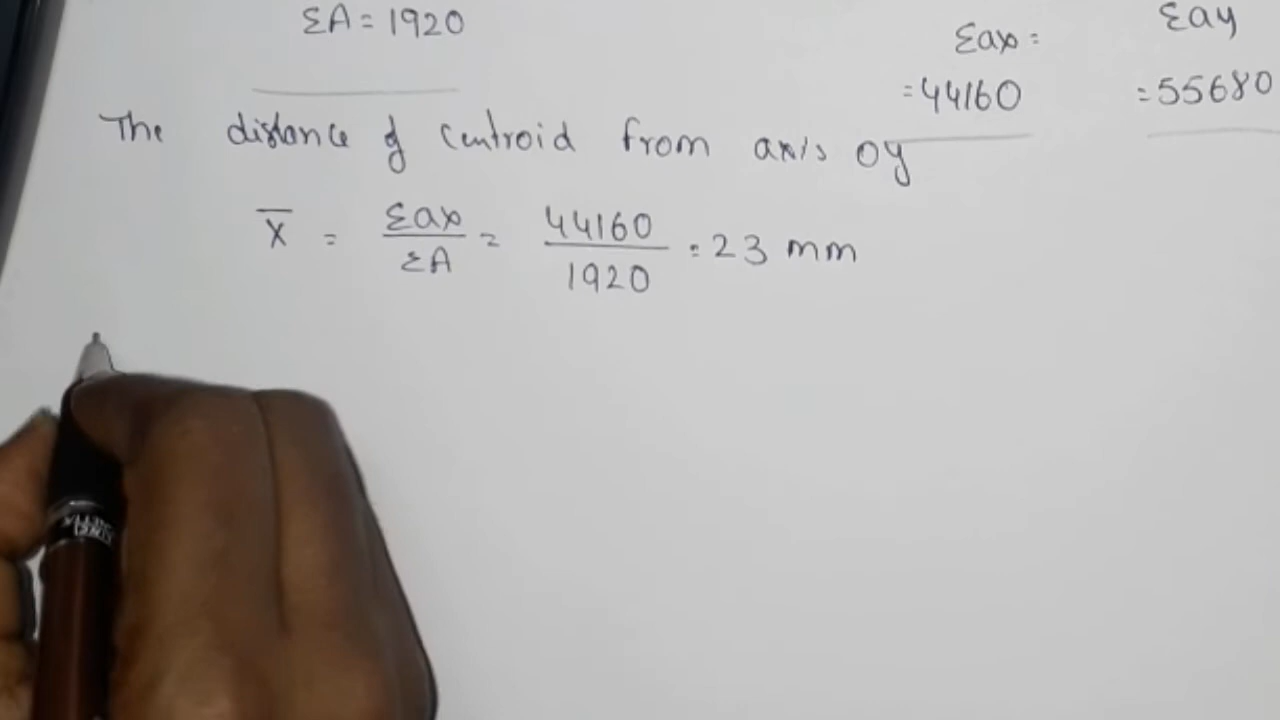 ΣA = 1920
Σax =
= 44160
Σay
= 55680
The distance of Centroid from axis oy
X̅ = Σax/ΣA = 44160/1920 = 23 mm